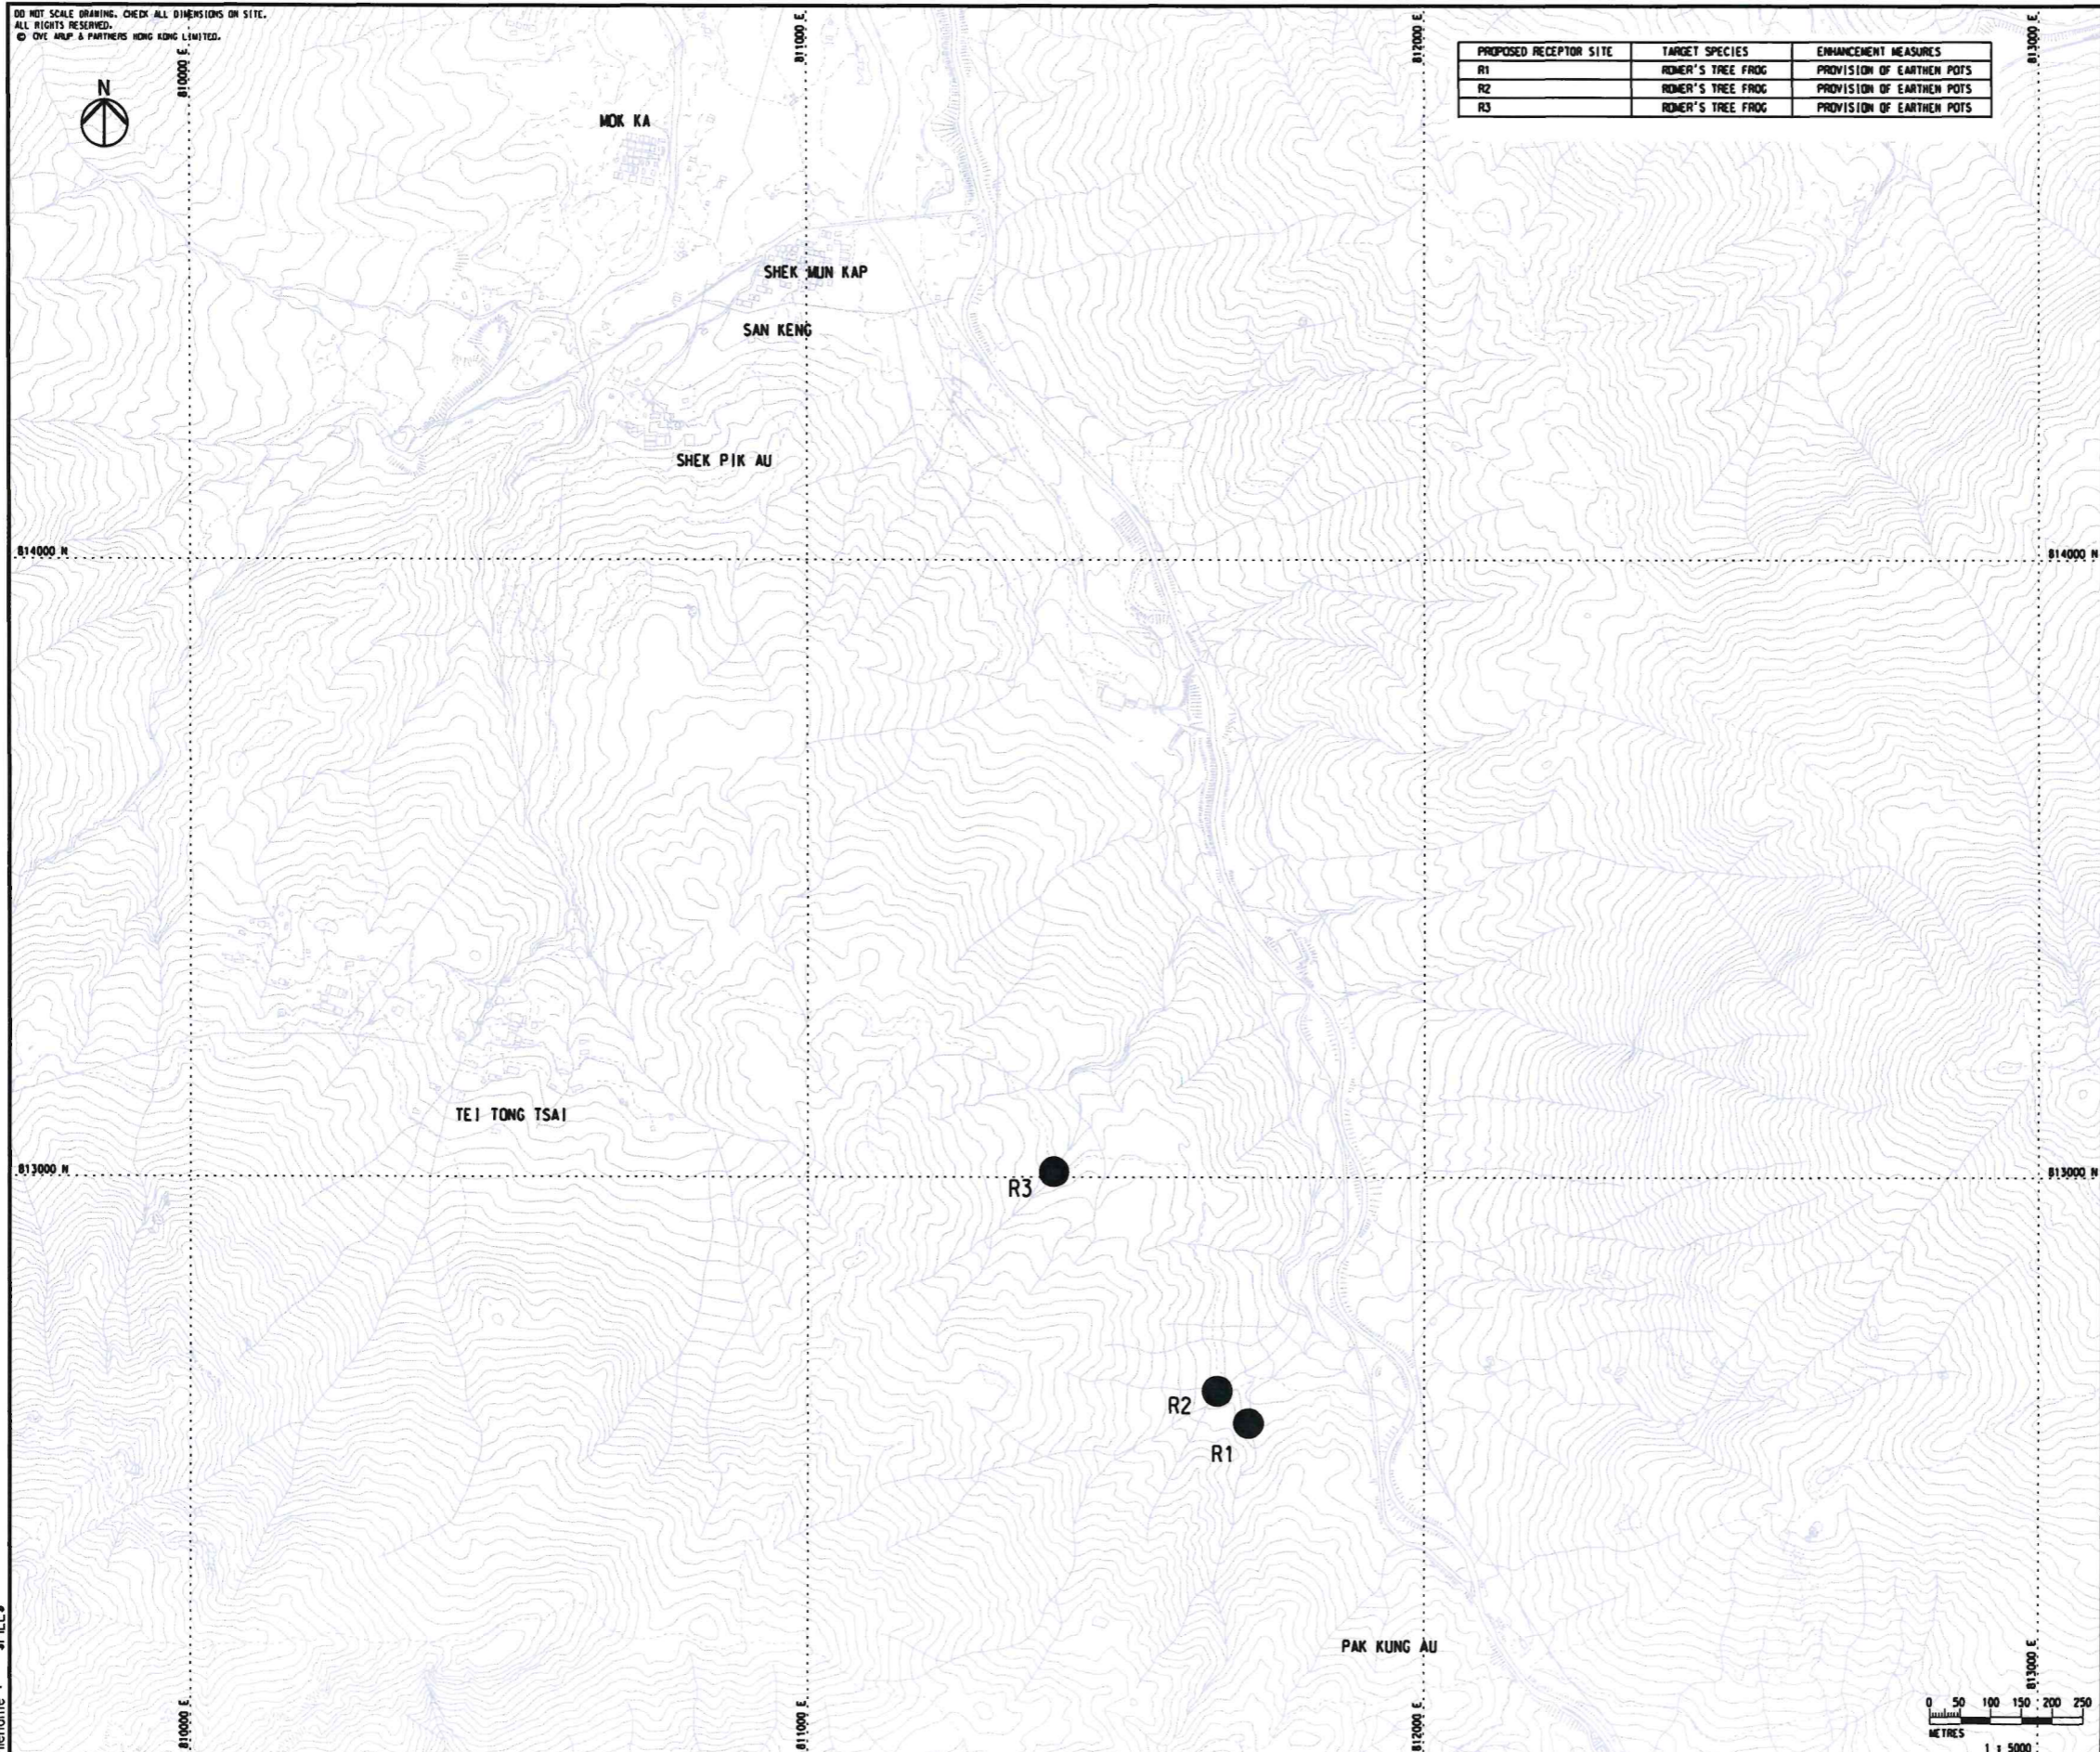 DO NOT SCALE DRAWING. CHECK ALL DIMENSIONS ON SITE.
ALL RIGHTS RESERVED.
© OVE ARUP & PARTNERS HONG KONG LIMITED.
810000 E
811000 E
812000 E
813000 E
N
PROPOSED RECEPTOR SITE TARGET SPECIES ENHANCEMENT MEASURES
R1 ROMER'S TREE FROG PROVISION OF EARTHEN POTS
R2 ROMER'S TREE FROG PROVISION OF EARTHEN POTS
R3 ROMER'S TREE FROG PROVISION OF EARTHEN POTS
MOK KA
SHEK MUN KAP
SAN KENG
SHEK PIK AU
814000 N
814000 N
TEI TONG TSAI
813000 N
813000 N
R3
R2
R1
PAK KUNG AU
810000 E
811000 E
812000 E
813000 E
0 50 100 150 200 250
METRES
1 : 5000